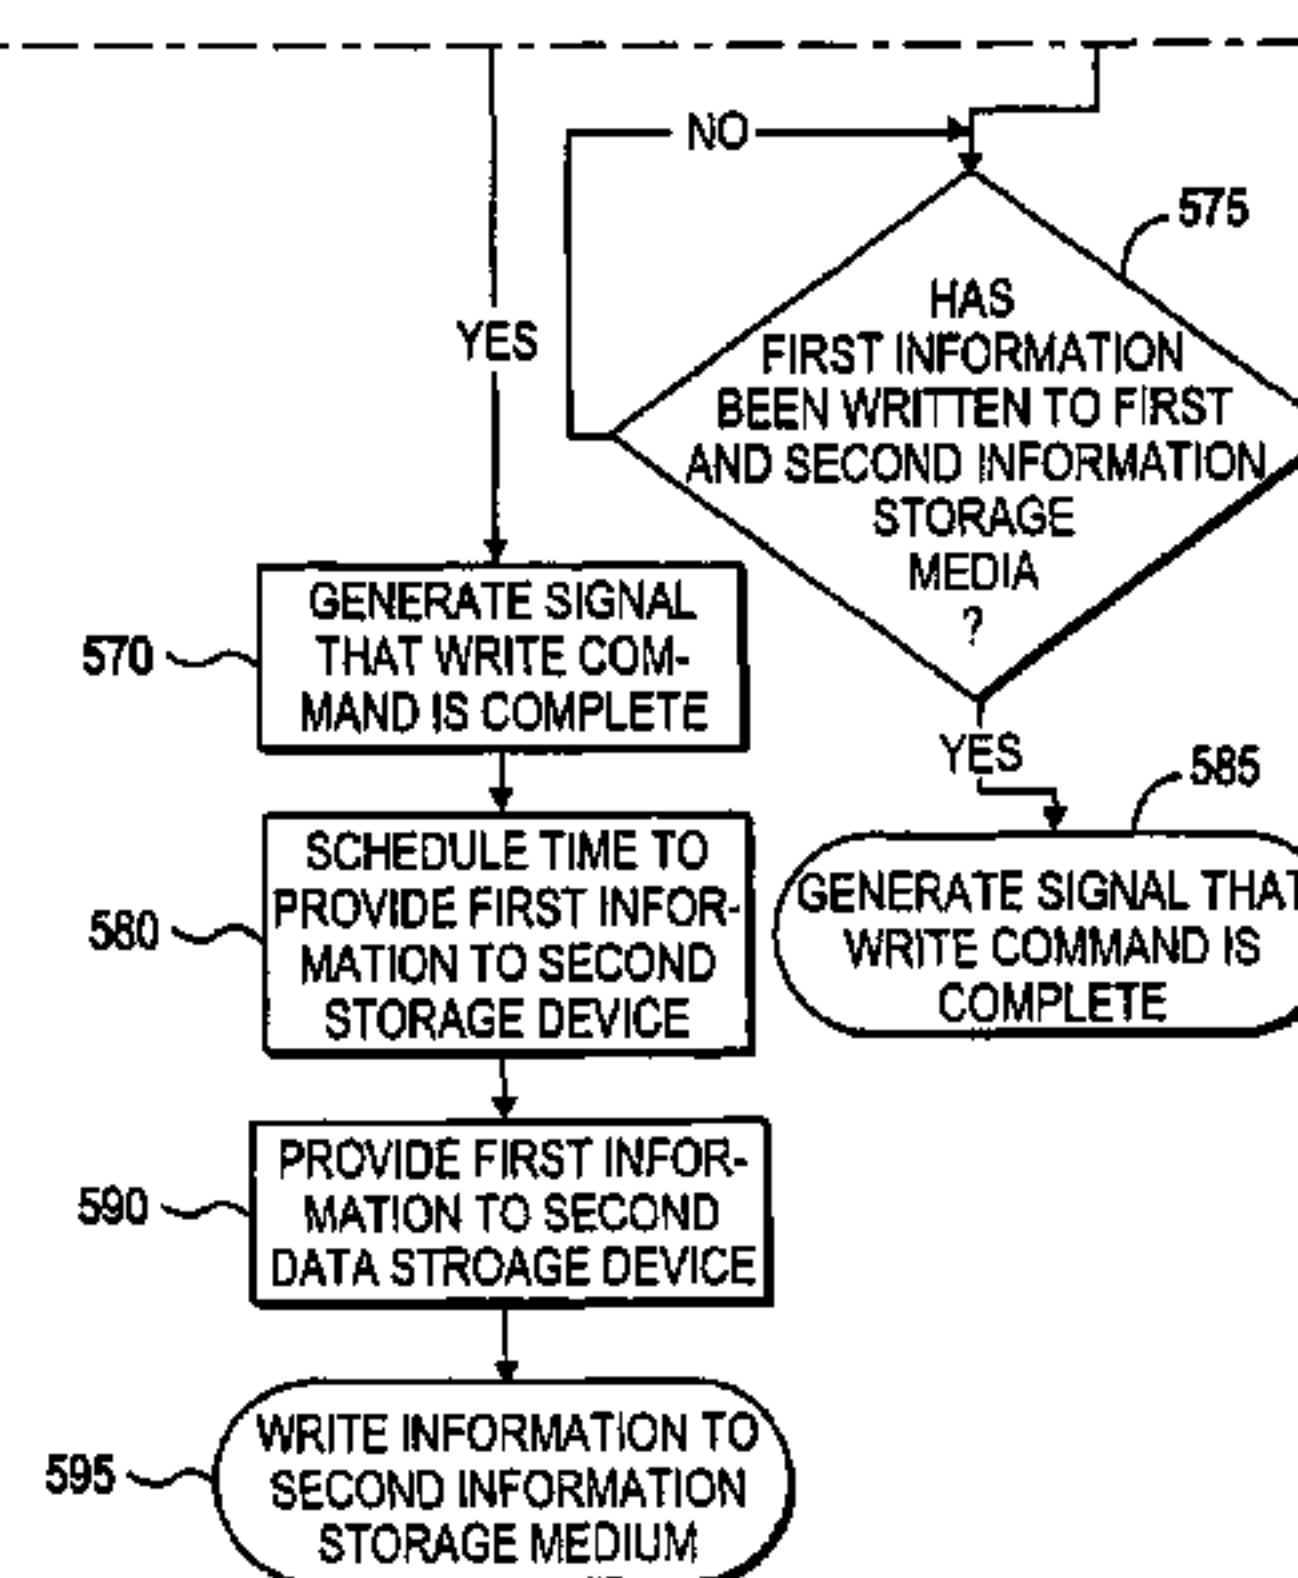 NO
575
HAS
FIRST INFORMATION
BEEN WRITTEN TO FIRST
AND SECOND INFORMATION
STORAGE
MEDIA
?
YES
570
GENERATE SIGNAL
THAT WRITE COM-
MAND IS COMPLETE
YES
585
GENERATE SIGNAL THAT
WRITE COMMAND IS
COMPLETE
580
SCHEDULE TIME TO
PROVIDE FIRST INFOR-
MATION TO SECOND
STORAGE DEVICE
590
PROVIDE FIRST INFOR-
MATION TO SECOND
DATA STROAGE DEVICE
595
WRITE INFORMATION TO
SECOND INFORMATION
STORAGE MEDIUM